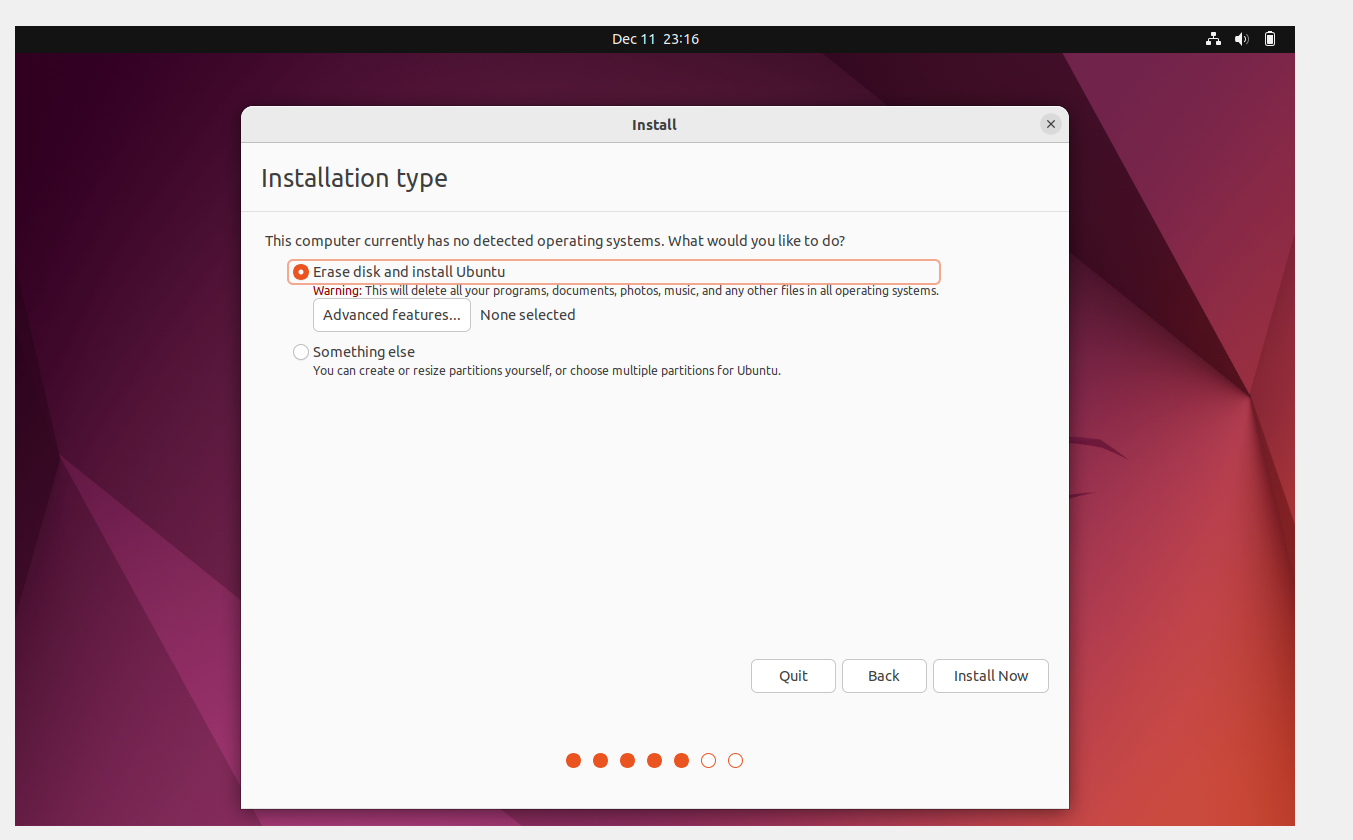 Dec 11 23:16
Install
Installation type
This computer currently has no detected operating systems. What would you like to do?
Erase disk and install Ubuntu
Warning: This will delete all your programs, documents, photos, music, and any other files in all operating systems.
Advanced features... None selected
Something else
You can create or resize partitions yourself, or choose multiple partitions for Ubuntu.
Quit Back Install Now